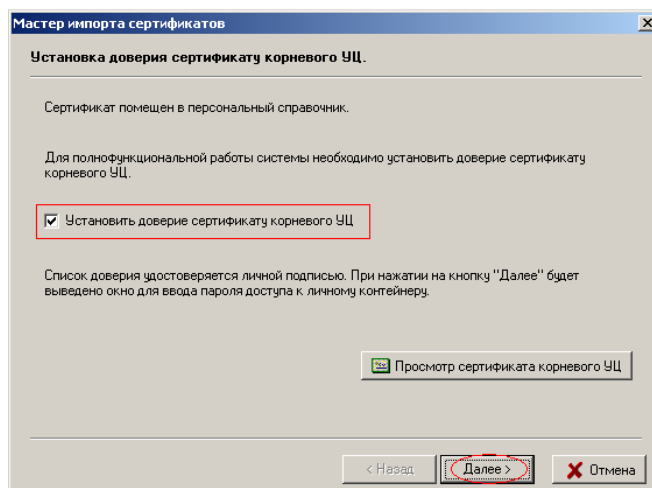 Мастер импорта сертификатов
Установка доверия сертификату корневого УЦ.
Сертификат помещен в персональный справочник.
Для полнофункциональной работы системы необходимо установить доверие сертификату
корневого УЦ.
Установить доверие сертификату корневого УЦ
Список доверия удостоверяется личной подписью. При нажатии на кнопку "Далее" будет
выведено окно для ввода пароля доступа к личному контейнеру.
Просмотр сертификата корневого УЦ
< Назад
Далее >
Отмена